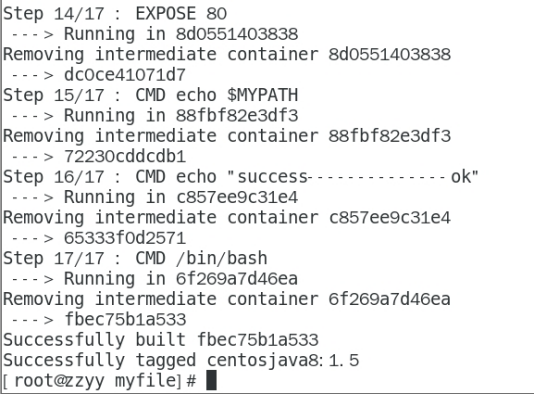 Step 14/17 : EXPOSE 80
 ---> Running in 8d0551403838
Removing intermediate container 8d0551403838
 ---> dc0ce41071d7
Step 15/17 : CMD echo $MYPATH
 ---> Running in 88fbf82e3df3
Removing intermediate container 88fbf82e3df3
 ---> 72230cddcdb1
Step 16/17 : CMD echo "success--------------ok"
 ---> Running in c857ee9c31e4
Removing intermediate container c857ee9c31e4
 ---> 65333f0d2571
Step 17/17 : CMD /bin/bash
 ---> Running in 6f269a7d46ea
Removing intermediate container 6f269a7d46ea
 ---> fbec75b1a533
Successfully built fbec75b1a533
Successfully tagged centosjava8:1.5
[root@zzyy myfile]#